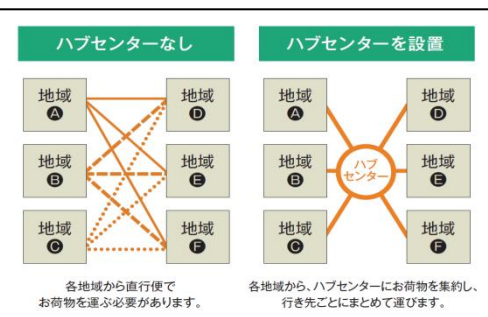 ハブセンターなし
地域
A
地域
D
地域
B
地域
E
地域
C
地域
F
各地域から直行便で
お荷物を運ぶ必要があります。
ハブセンターを設置
地域
A
地域
D
地域
B
ハブ
センター
地域
E
地域
C
地域
F
各地域から、ハブセンターにお荷物を集約し、
行き先ごとにまとめて運びます。